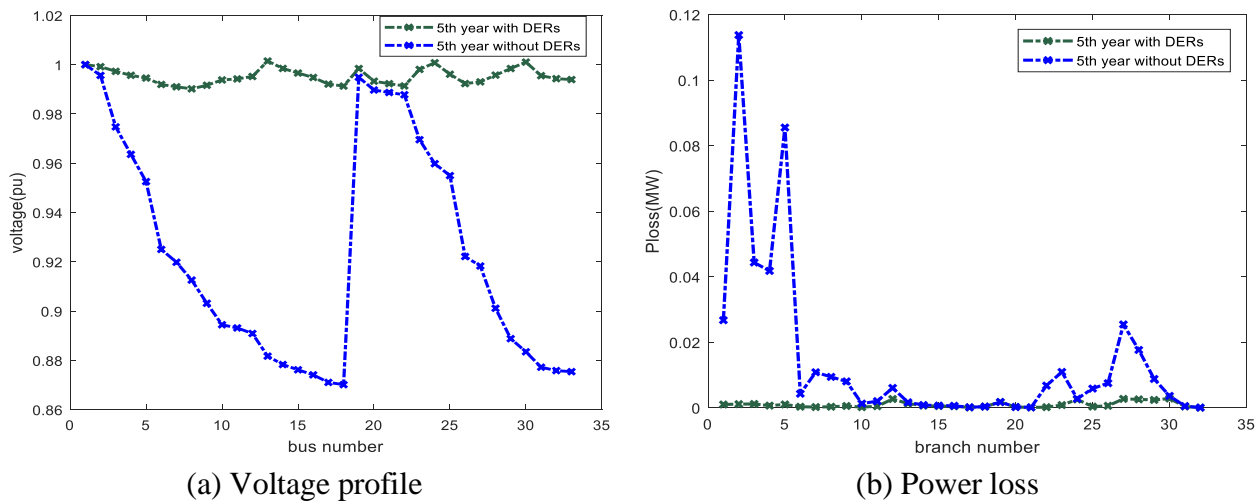 1.02
1
0.98
0.96
0.94
0.92
0.9
0.88
0.86
voltage(pu)
0 5 10 15 20 25 30 35
bus number
5th year with DERs
5th year without DERs
(a) Voltage profile
0.12
0.1
0.08
0.06
0.04
0.02
0
Ploss(MW)
0 5 10 15 20 25 30 35
branch number
5th year with DERs
5th year without DERs
(b) Power loss